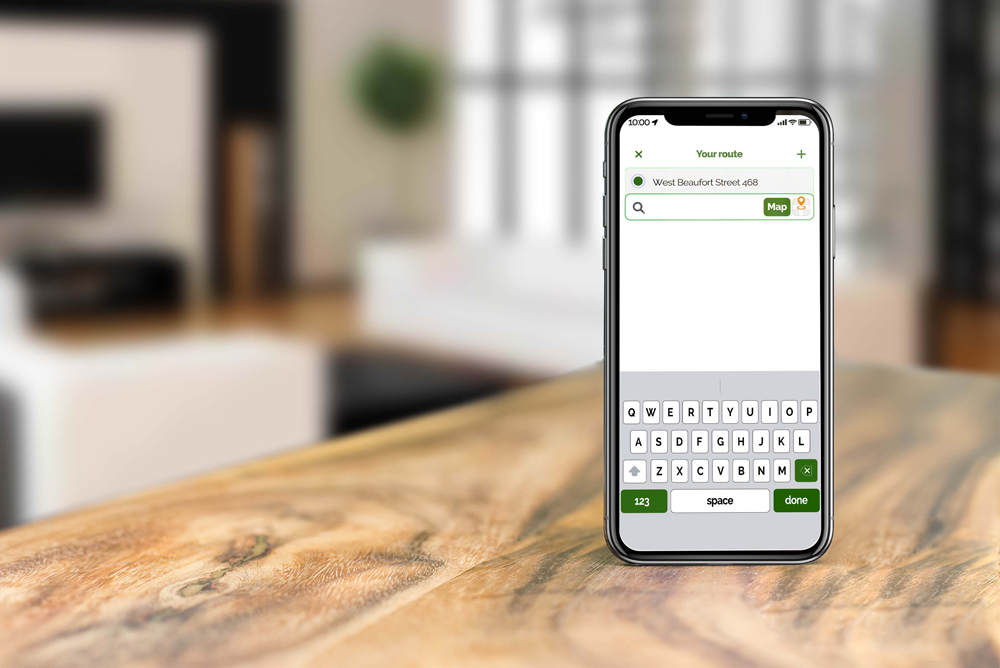 10:00
Your route
West Beaufort Street 468
Map
Q W E R T Y U I O P
A S D F G H J K L
Z X C V B N M
123 space done